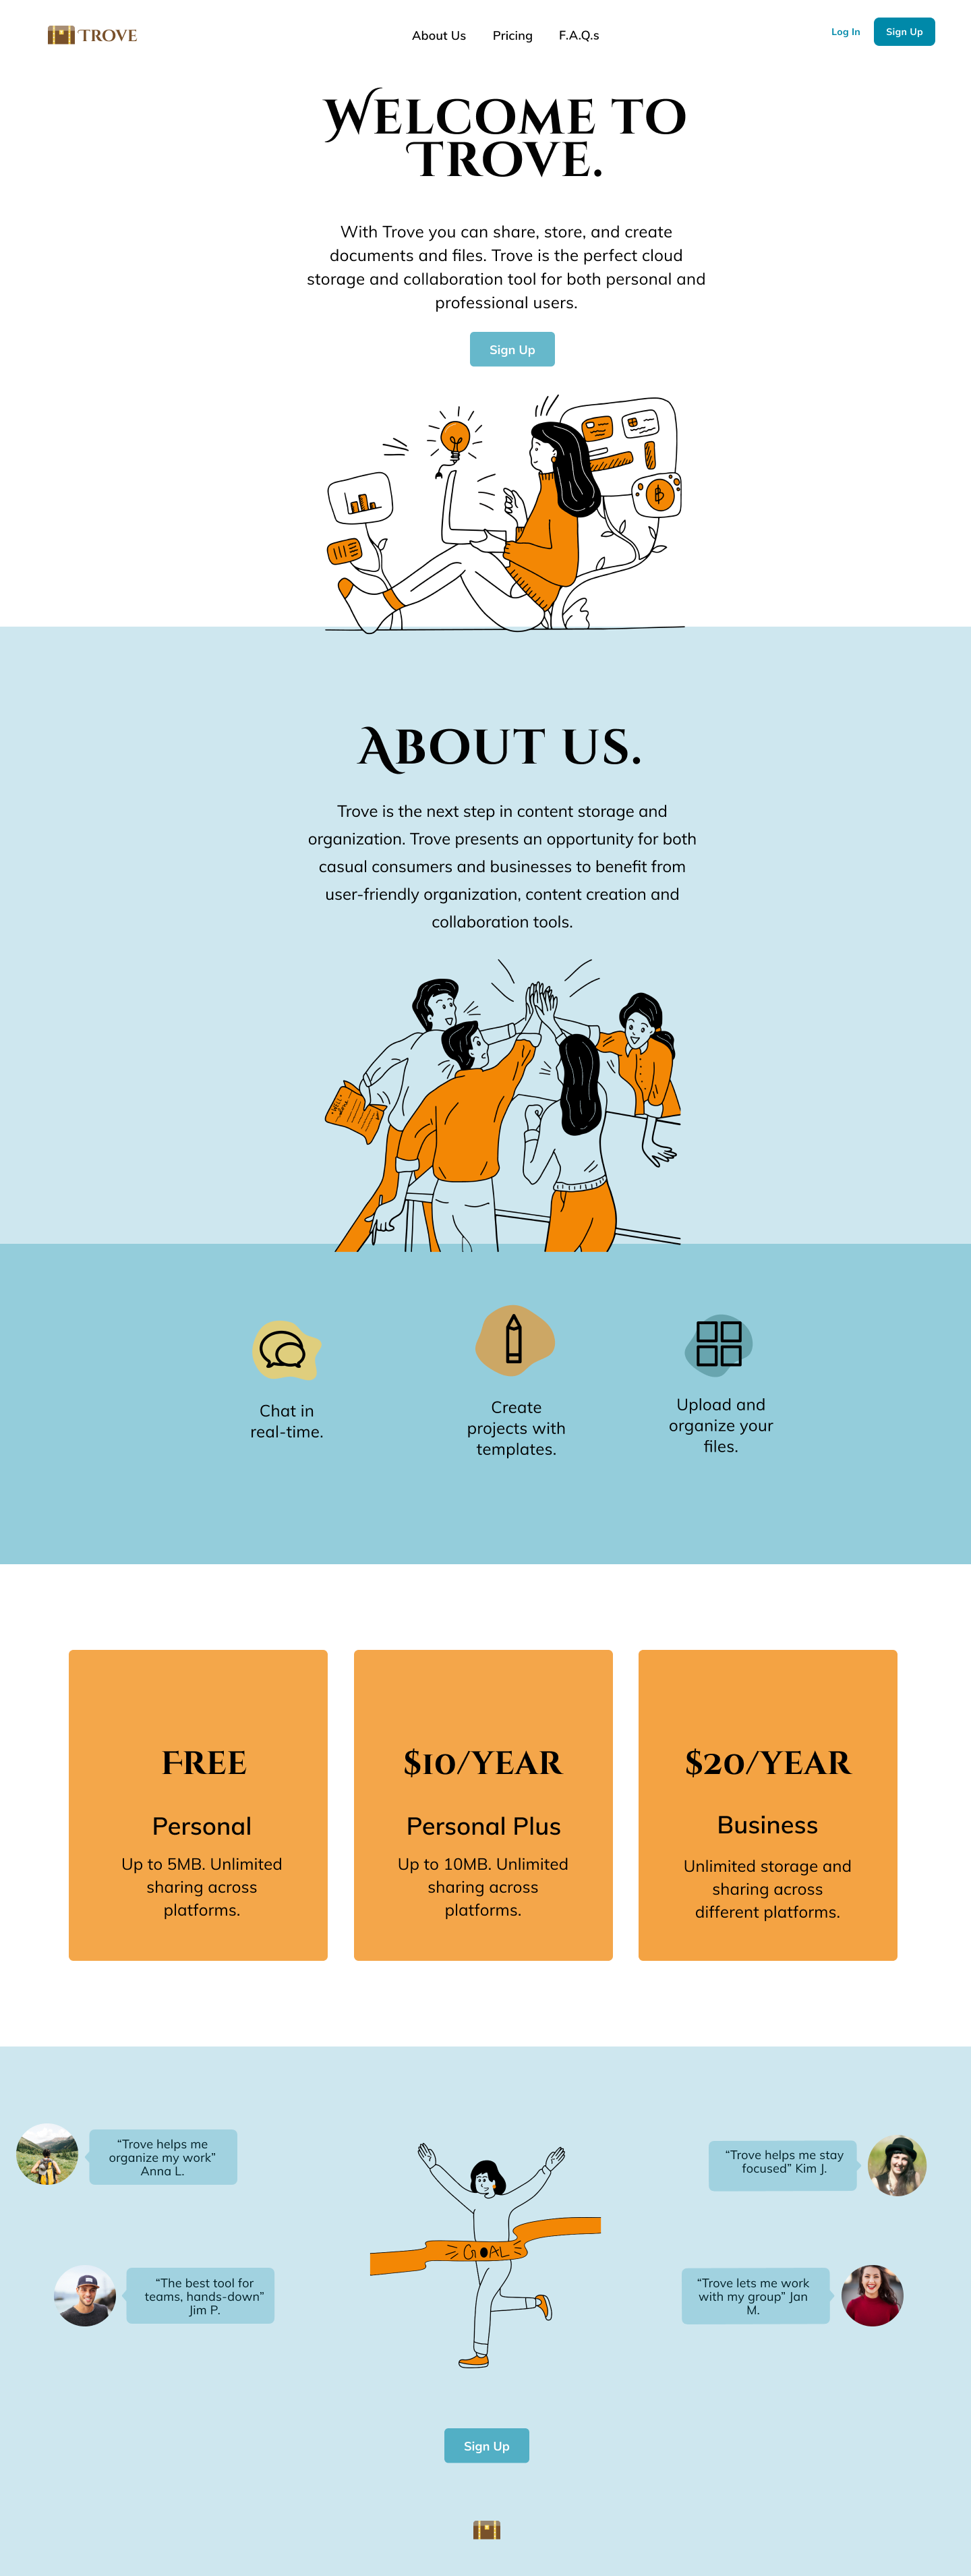 TROVE
About Us
Pricing
F.A.Q.s
Log In
Sign Up
Welcome to
Trove.
With Trove you can share, store, and create
documents and files. Trove is the perfect cloud
storage and collaboration tool for both personal and
professional users.
Sign Up
About us.
Trove is the next step in content storage and
organization. Trove presents an opportunity for both
casual consumers and businesses to benefit from
user-friendly organization, content creation and
collaboration tools.
Chat in
real-time.
Create
projects with
templates.
Upload and
organize your
files.
Free
Personal
Up to 5MB. Unlimited
sharing across
platforms.
$10/year
Personal Plus
Up to 10MB. Unlimited
sharing across
platforms.
$20/year
Business
Unlimited storage and
sharing across
different platforms.
“Trove helps me
organize my work”
Anna L.
“Trove helps me stay
focused” Kim J.
GOAL
“The best tool for
teams, hands-down”
Jim P.
“Trove lets me work
with my group” Jan
M.
Sign Up